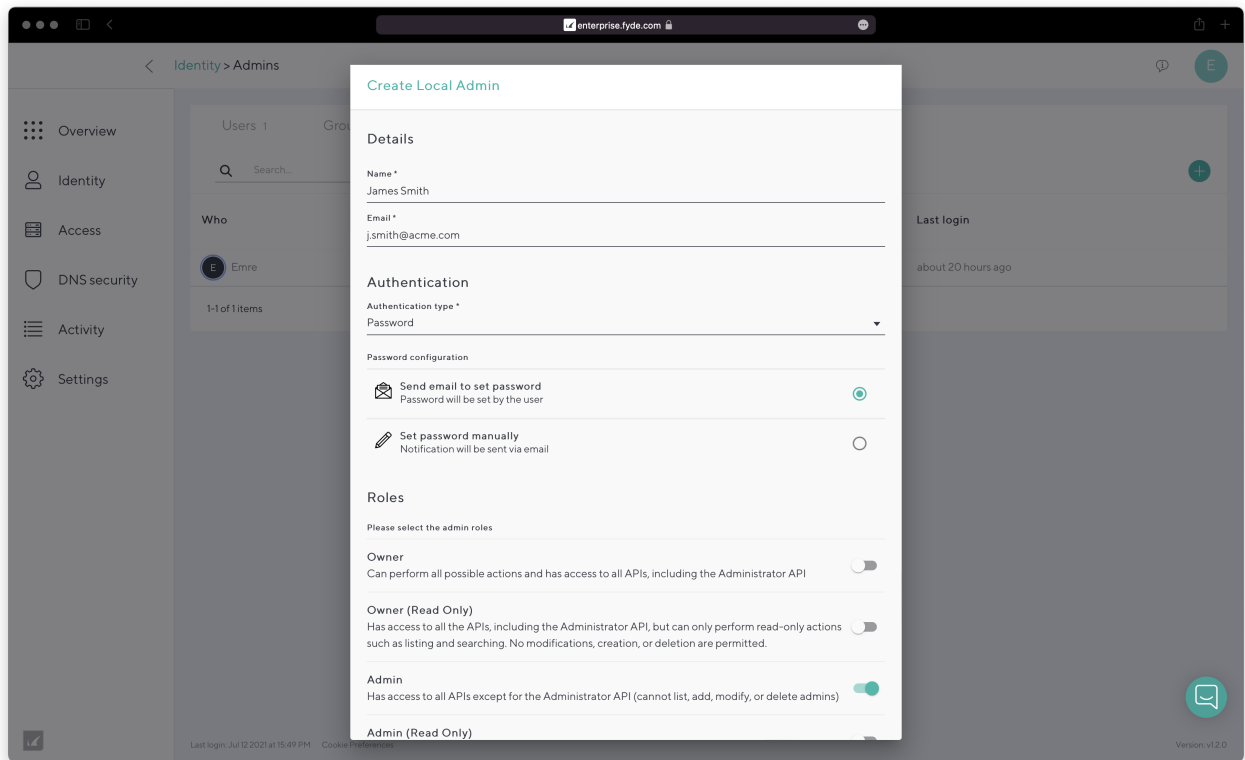 enterprise.fyde.com
Identity > Admins
E
Create Local Admin
Overview
Identity
Access
DNS security
Activity
Settings
Users 1
Grou
Search...
Who
Last login
E Emre
about 20 hours ago
1-1 of 1 items
Details
Name *
James Smith
Email *
j.smith@acme.com
Authentication
Authentication type *
Password
Password configuration
Send email to set password
Password will be set by the user
Set password manually
Notification will be sent via email
Roles
Please select the admin roles
Owner
Can perform all possible actions and has access to all APIs, including the Administrator API
Owner (Read Only)
Has access to all the APIs, including the Administrator API, but can only perform read-only actions
such as listing and searching. No modifications, creation, or deletion are permitted.
Admin
Has access to all APIs except for the Administrator API (cannot list, add, modify, or delete admins)
Admin (Read Only)
Last login: Jul 12 2021 at 15:49 PM
Cookie Preferences
Version: v1.2.0